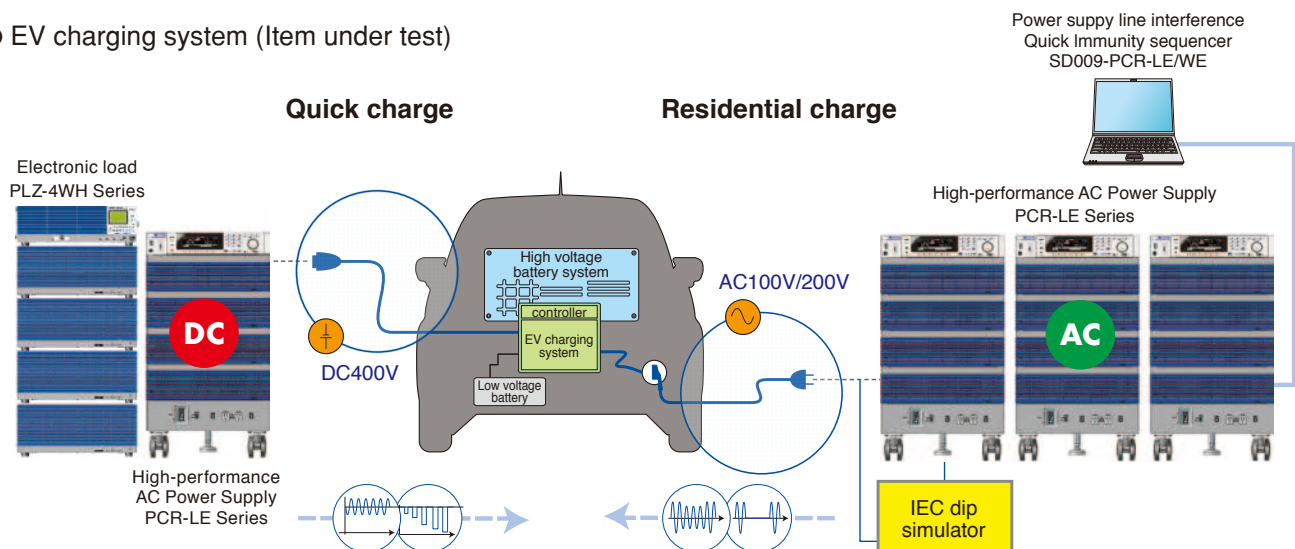 EV charging system (Item under test)
Power suppy line interference
Quick Immunity sequencer
SD009-PCR-LE/WE
Quick charge
Residential charge
Electronic load
PLZ-4WH Series
High-performance AC Power Supply
PCR-LE Series
High voltage
battery system
controller
EV charging
system
Low voltage
battery
AC100V/200V
DC
AC
DC400V
High-performance
AC Power Supply
PCR-LE Series
IEC dip
simulator